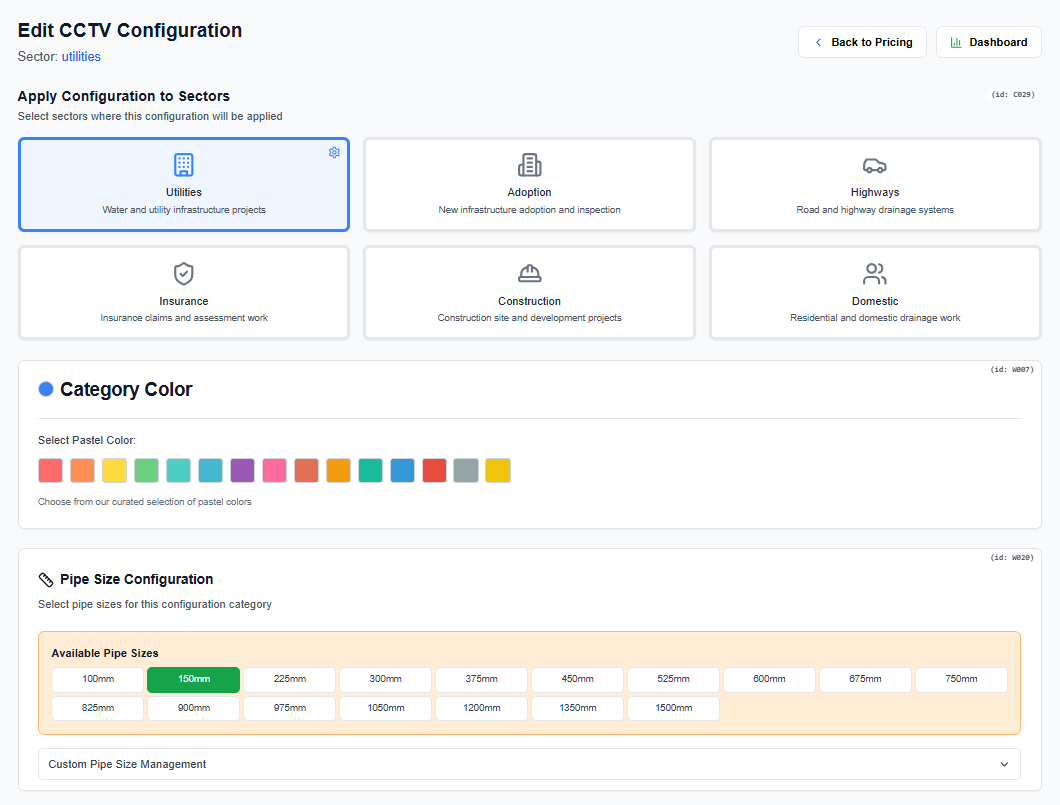 Edit CCTV Configuration
Sector: utilities
Back to Pricing
Dashboard
Apply Configuration to Sectors
(id: C029)
Select sectors where this configuration will be applied
Utilities
Water and utility infrastructure projects
Adoption
New infrastructure adoption and inspection
Highways
Road and highway drainage systems
Insurance
Insurance claims and assessment work
Construction
Construction site and development projects
Domestic
Residential and domestic drainage work
(id: W007)
Category Color
Select Pastel Color:
Choose from our curated selection of pastel colors
(id: W020)
Pipe Size Configuration
Select pipe sizes for this configuration category
Available Pipe Sizes
100mm 150mm 225mm 300mm 375mm 450mm 525mm 600mm 675mm 750mm
825mm 900mm 975mm 1050mm 1200mm 1350mm 1500mm
Custom Pipe Size Management